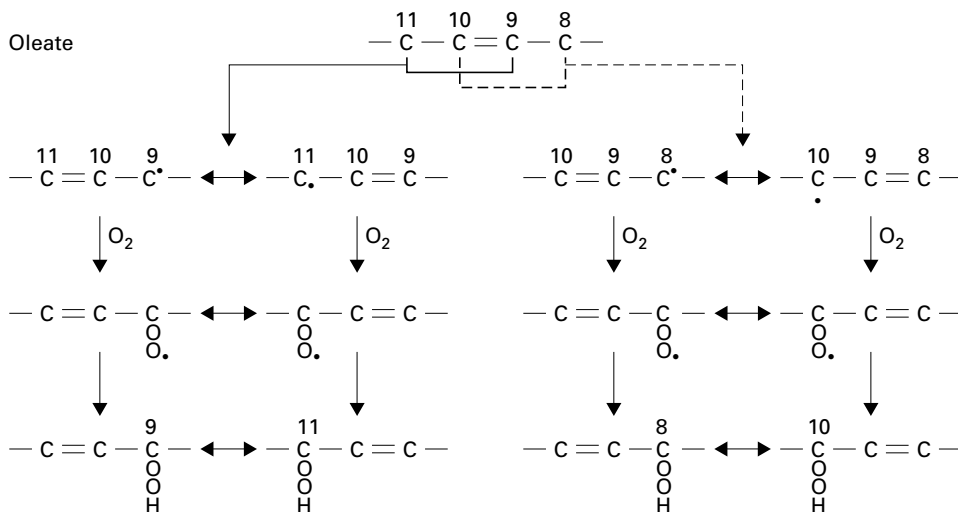 11 10 9 8
Oleate
— C — C = C — C —
11 10 9 11 10 9 10 9 8 10 9 8
— C = C — C• — — C• — C = C — — C = C — C• — — C• — C = C —
O₂ O₂ O₂ O₂
— C = C — C — — C — C = C — — C = C — C — — C — C = C —
O O O O
O• O• O• O•
9 11 8 10
— C = C — C — — C — C = C — — C = C — C — — C — C = C —
O O O O
O O O O
H H H H